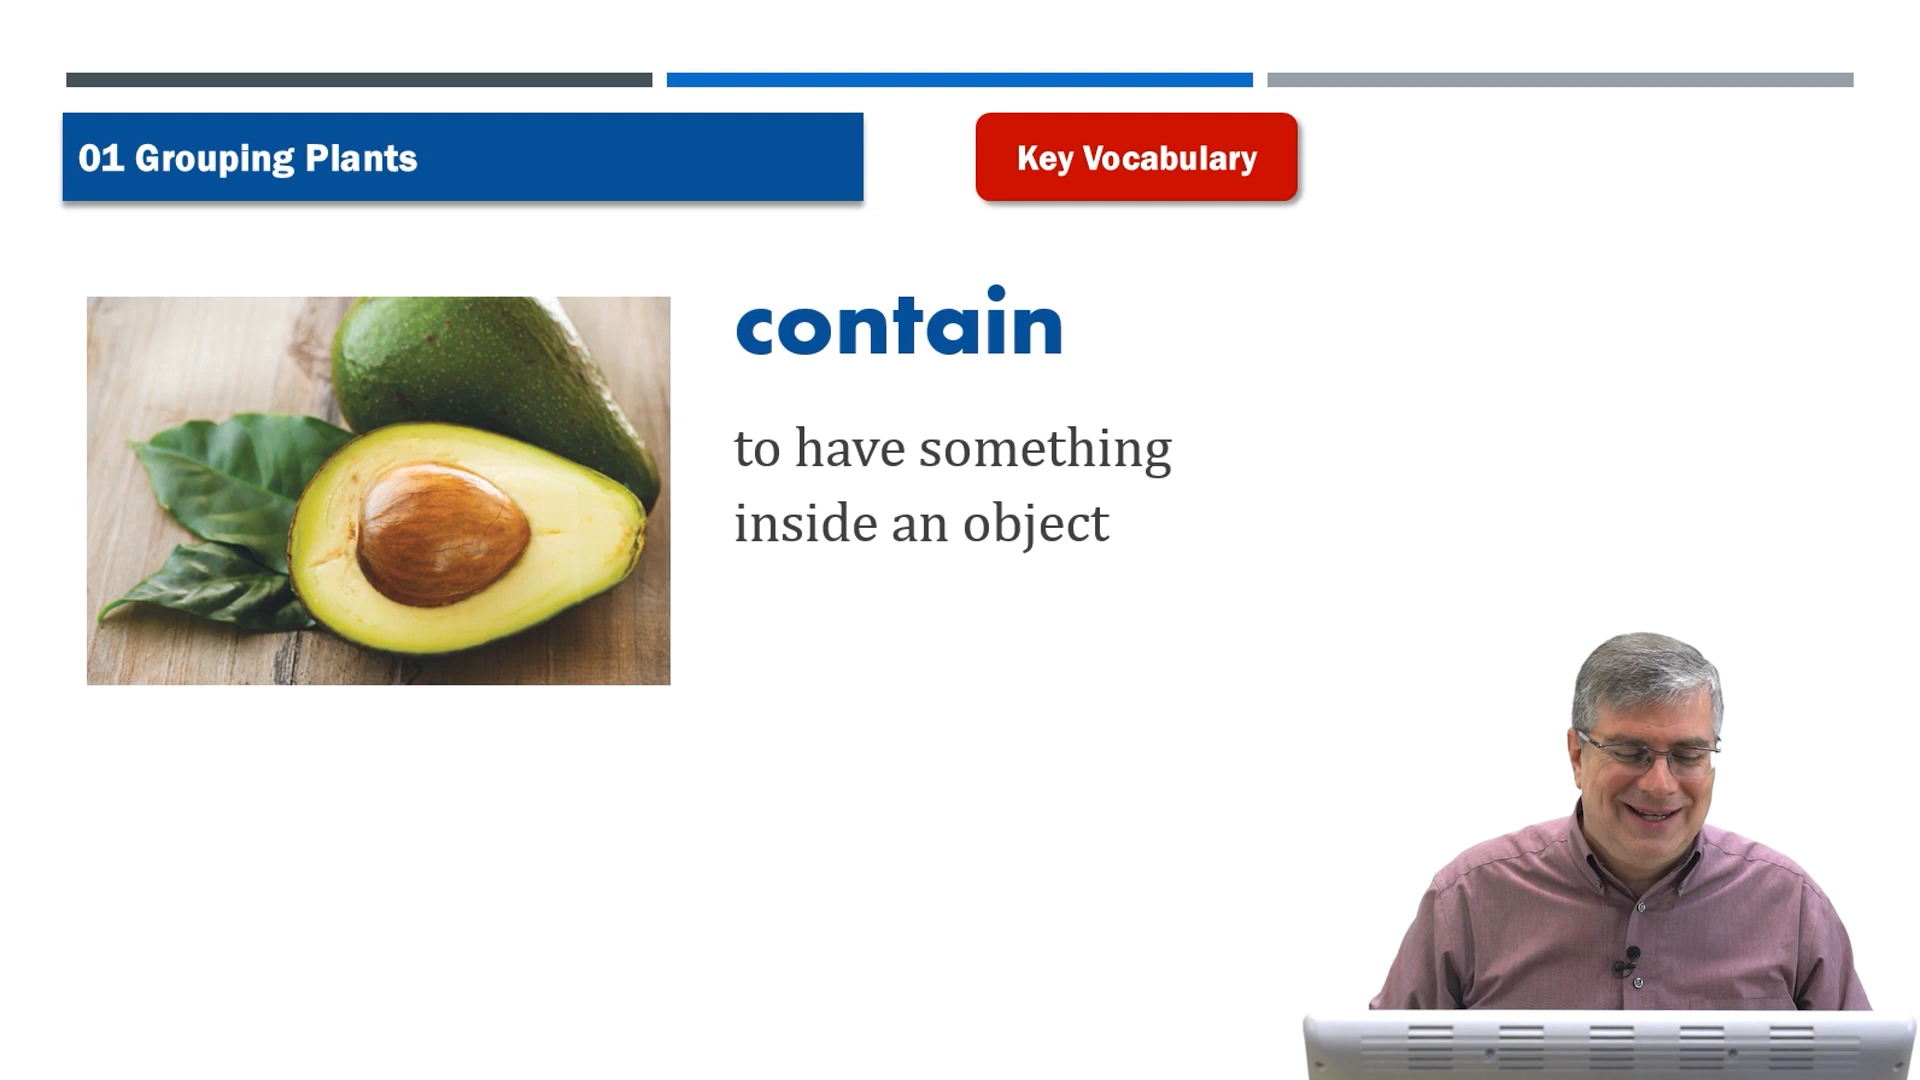 01 Grouping Plants
Key Vocabulary
contain
to have something
inside an object